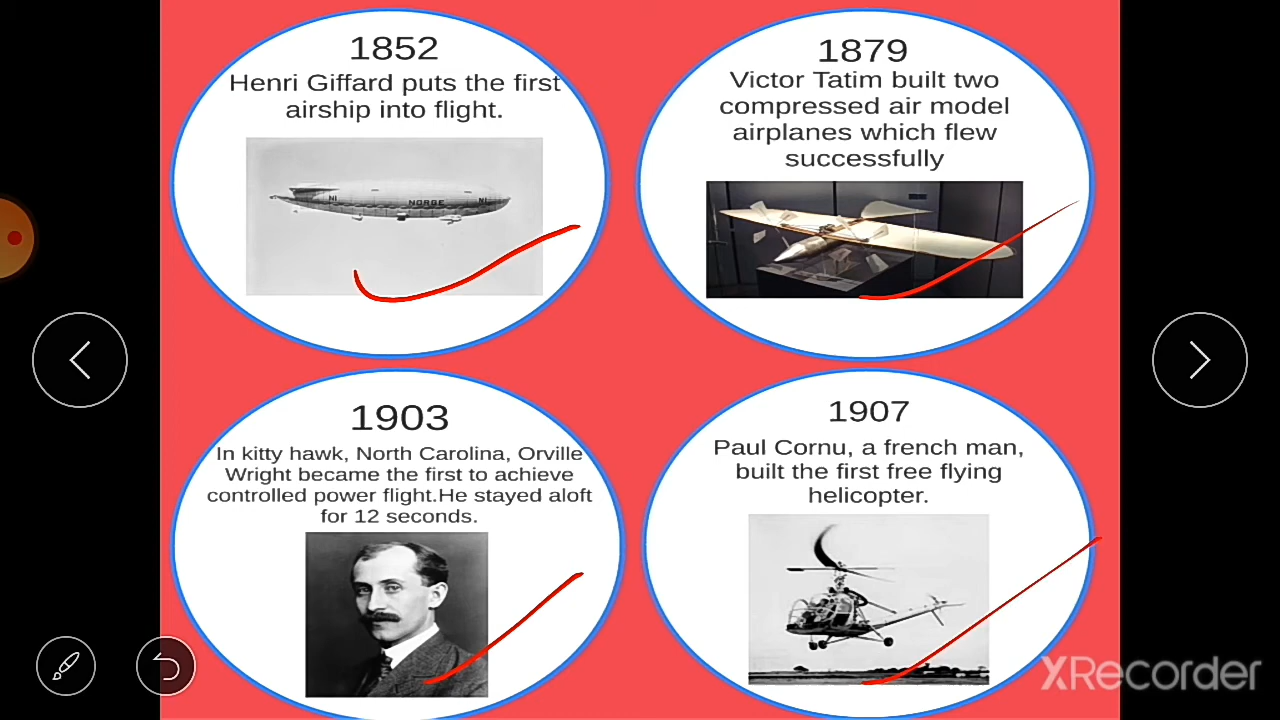 1852
Henri Giffard puts the first
airship into flight.
NI
NORGE
NI
1879
Victor Tatim built two
compressed air model
airplanes which flew
successfully
1903
In kitty hawk, North Carolina, Orville
Wright became the first to achieve
controlled power flight.He stayed aloft
for 12 seconds.
1907
Paul Cornu, a french man,
built the first free flying
helicopter.
XRecorder